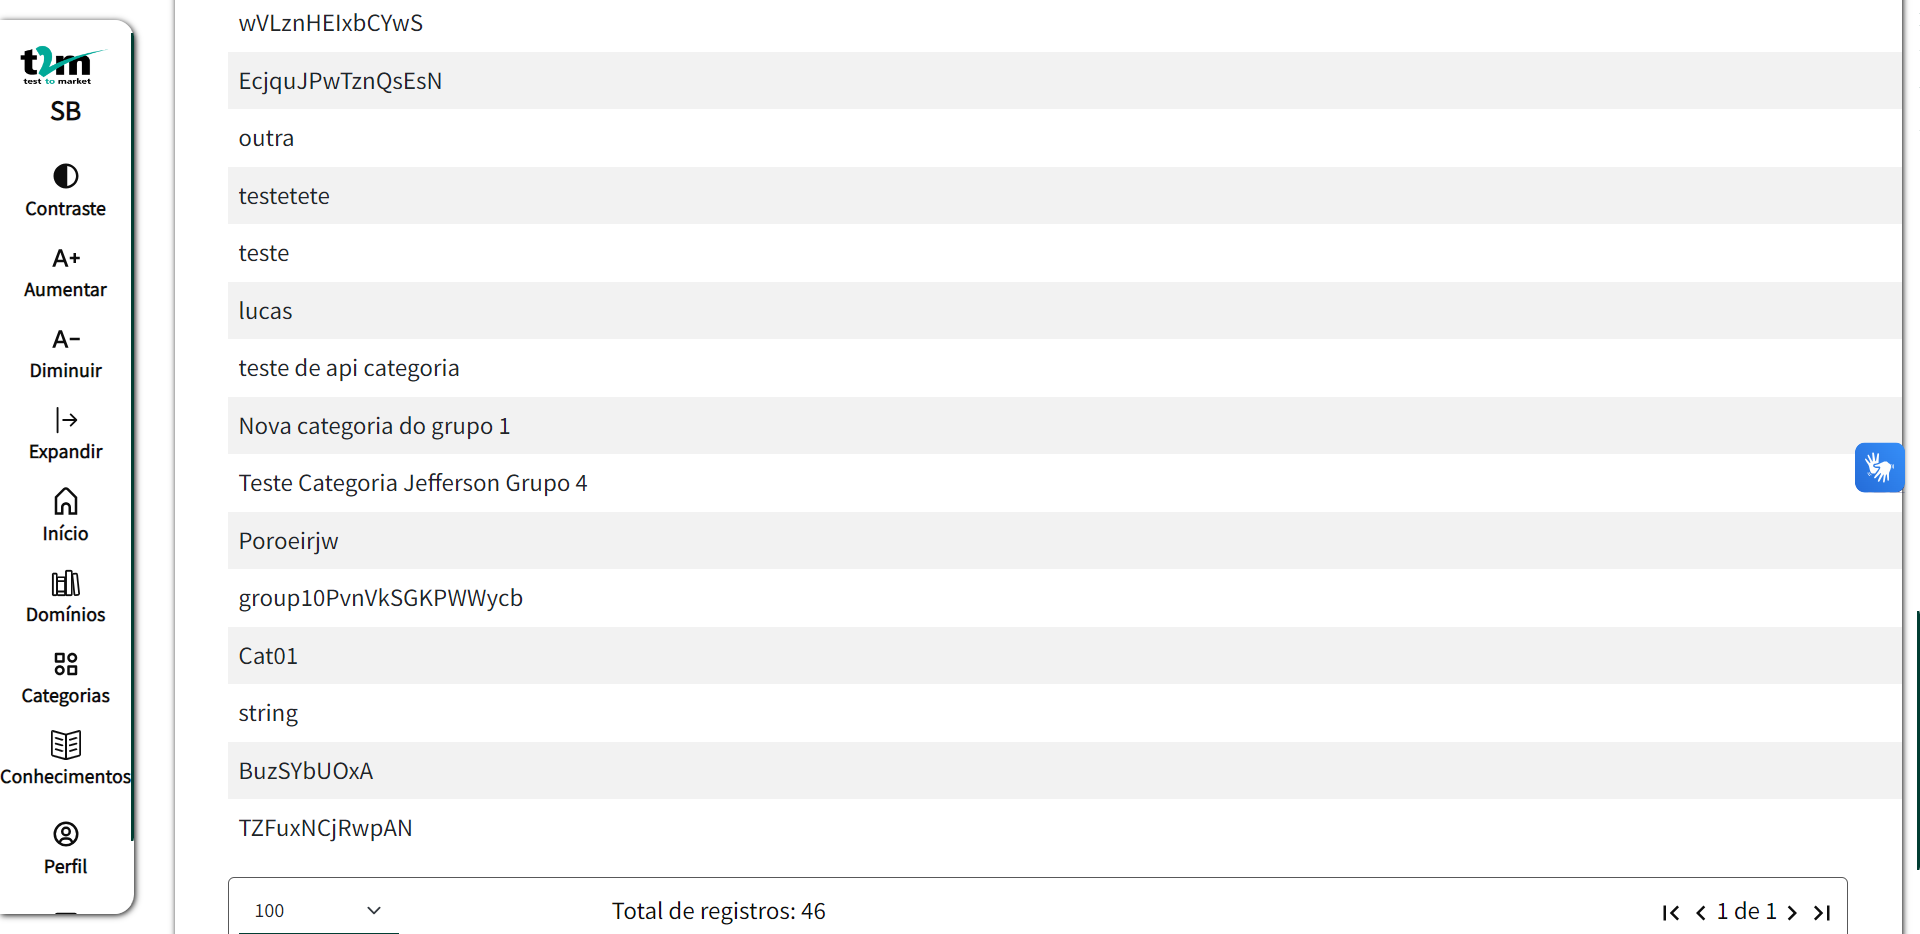 t2m
test to market
SB
Contraste
A+
Aumentar
A-
Diminuir
Expandir
Início
Domínios
Categorias
Conhecimentos
Perfil
wVLznHEIxbCYwS
EcjquJPwTznQsEsN
outra
testetete
teste
lucas
teste de api categoria
Nova categoria do grupo 1
Teste Categoria Jefferson Grupo 4
Poroeirjw
group10PvnVkSGKPWWycb
Cat01
string
BuzSYbUOxA
TZFuxNCjRwpAN
100
Total de registros: 46
1 de 1